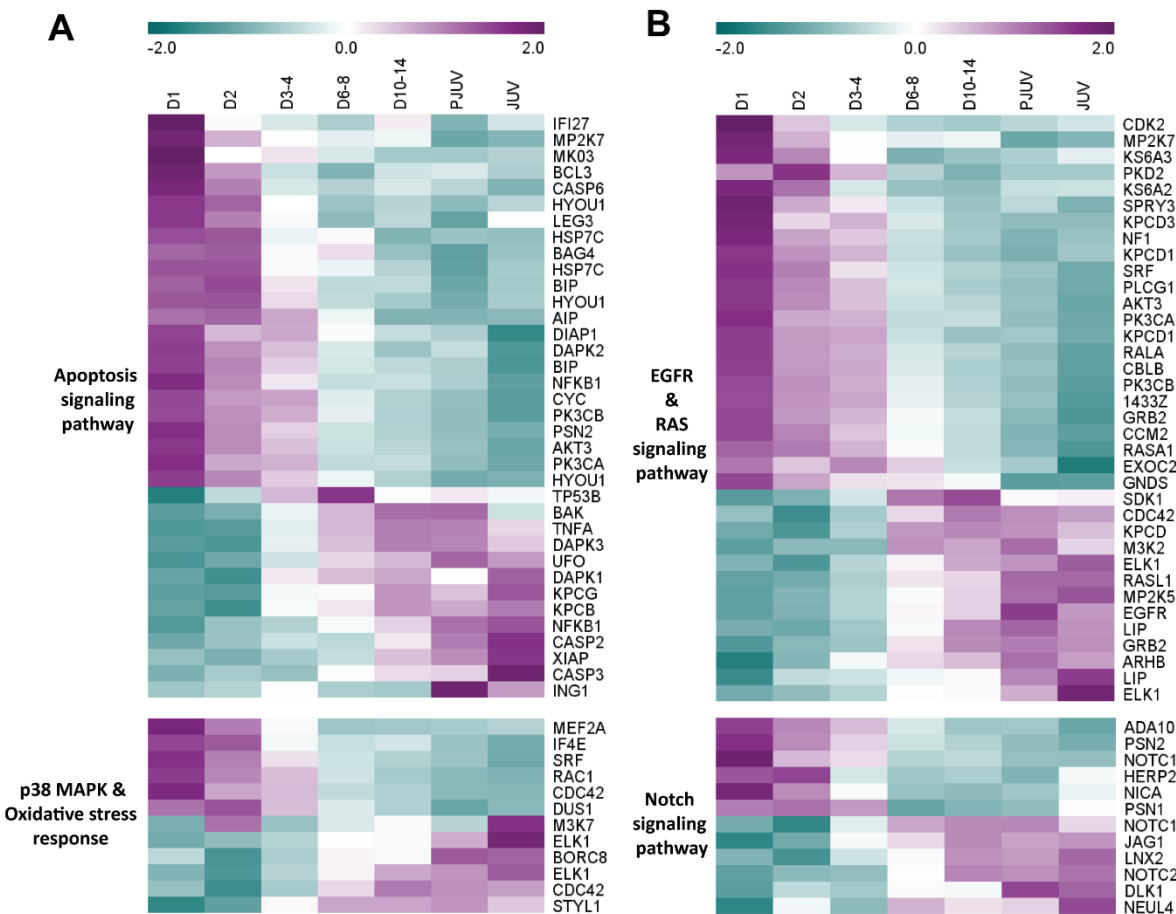 A
-2.0 0.0 2.0
D1 D2 D3-4 D6-8 D10-14 PJUV JUV
IFI27
MP2K7
MK03
BCL3
CASP6
HYOU1
LEG3
HSP7C
BAG4
HSP7C
BIP
HYOU1
AIP
DIAP1
DAPK2
BIP
NFKB1
CYC
PK3CB
PSN2
AKT3
PK3CA
HYOU1
TP53B
BAK
TNFA
DAPK3
UFO
DAPK1
KPCG
KPCB
NFKB1
CASP2
XIAP
CASP3
ING1
Apoptosis
signaling
pathway
MEF2A
IF4E
SRF
RAC1
CDC42
DUS1
M3K7
ELK1
BORC8
ELK1
CDC42
STYL1
p38 MAPK &
Oxidative stress
response
B
-2.0 0.0 2.0
D1 D2 D3-4 D6-8 D10-14 PJUV JUV
CDK2
MP2K7
KS6A3
PKD2
KS6A2
SPRY3
KPCD3
NF1
KPCD1
SRF
PLCG1
AKT3
PK3CA
KPCD1
RALA
CBLB
PK3CB
1433Z
GRB2
CCM2
RASA1
EXOC2
GNDS
SDK1
CDC42
KPCD
M3K2
ELK1
RASL1
MP2K5
EGFR
LIP
GRB2
ARHB
LIP
ELK1
EGFR
&
RAS
signaling
pathway
ADA10
PSN2
NOTC1
HERP2
NICA
PSN1
NOTC1
JAG1
LNX2
NOTC2
DLK1
NEUL4
Notch
signaling
pathway